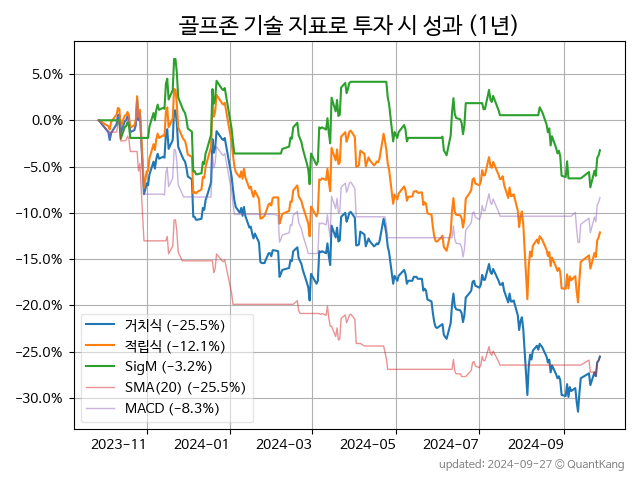 골프존 기술 지표로 투자 시 성과 (1년)
5.0%
0.0%
−5.0%
−10.0%
−15.0%
−20.0%
−25.0%
−30.0%
거치식 (−25.5%)
적립식 (−12.1%)
SigM (−3.2%)
SMA(20) (−25.5%)
MACD (−8.3%)
2023−11 2024−01 2024−03 2024−05 2024−07 2024−09
updated: 2024−09−27 © QuantKang